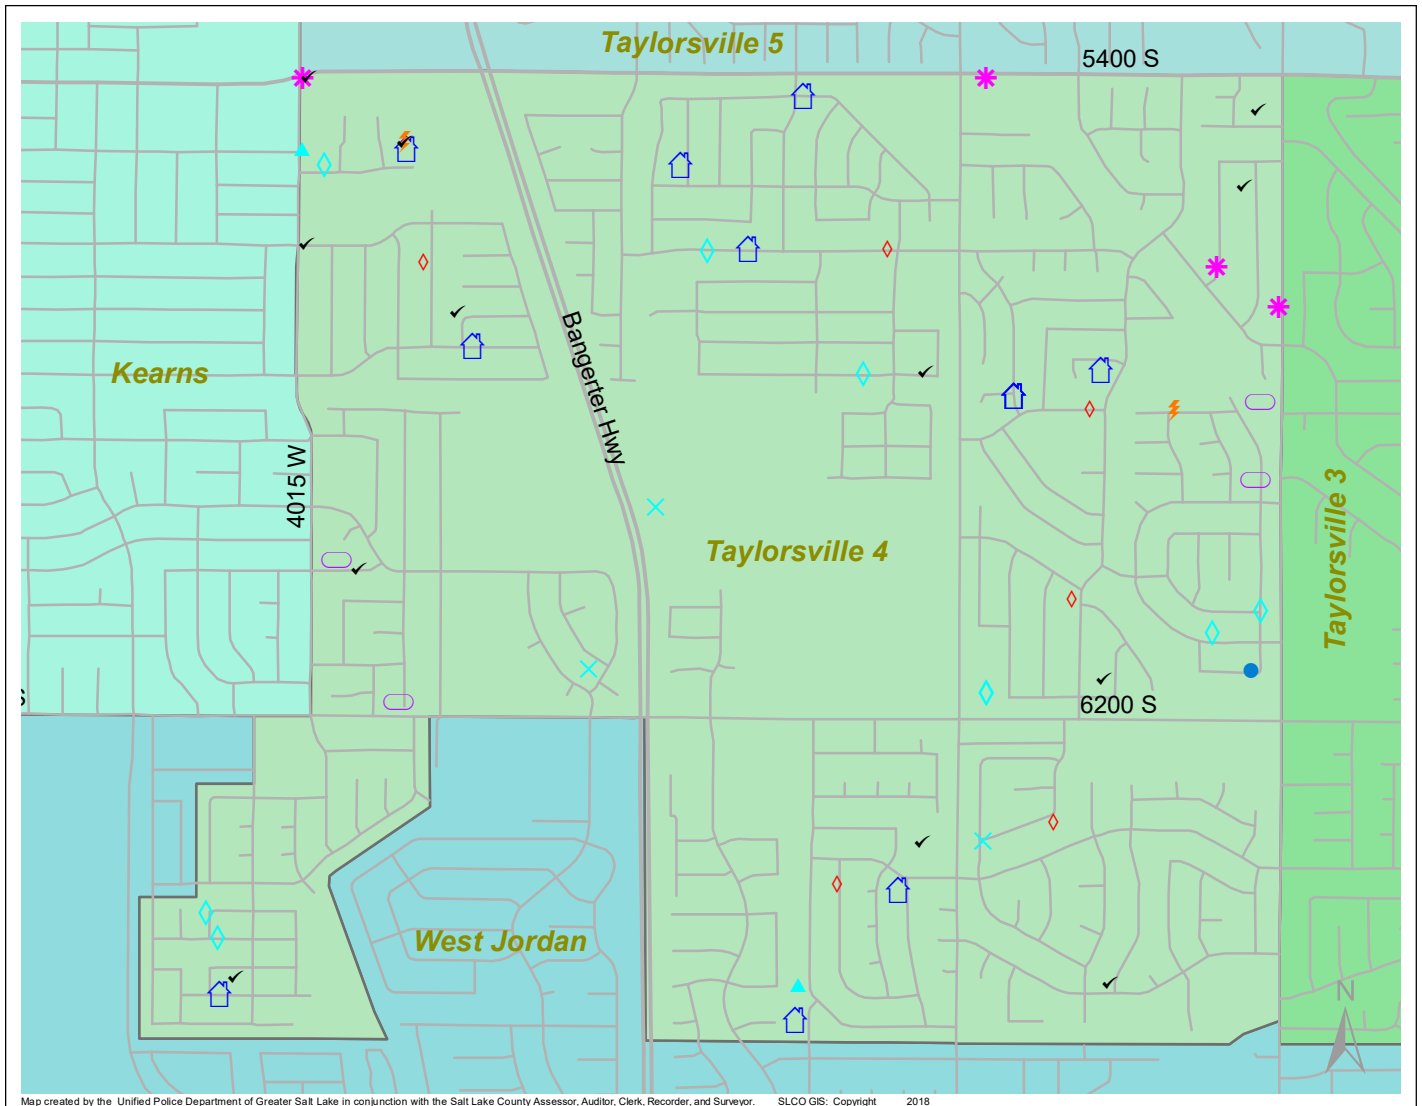 Taylorsville 5
5400 S
Kearns
Bangerter Hwy
4015 W
Taylorsville 4
Taylorsville 3
6200 S
West Jordan
N
Map created by the Unified Police Department of Greater Salt Lake in conjunction with the Salt Lake County Assessor, Auditor, Clerk, Recorder, and Surveyor. SLCO GIS: Copyright 2018